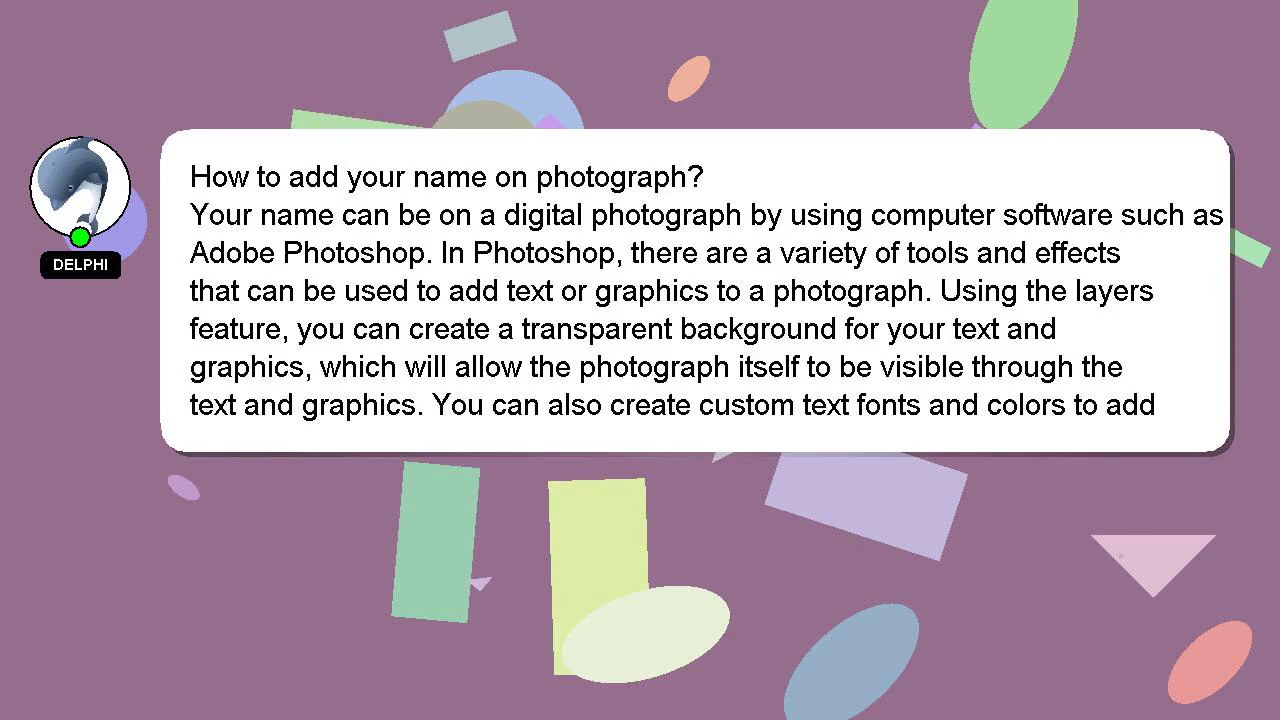 How to add your name on photograph?
Your name can be on a digital photograph by using computer software such as
Adobe Photoshop. In Photoshop, there are a variety of tools and effects
that can be used to add text or graphics to a photograph. Using the layers
feature, you can create a transparent background for your text and
graphics, which will allow the photograph itself to be visible through the
text and graphics. You can also create custom text fonts and colors to add
DELPHI